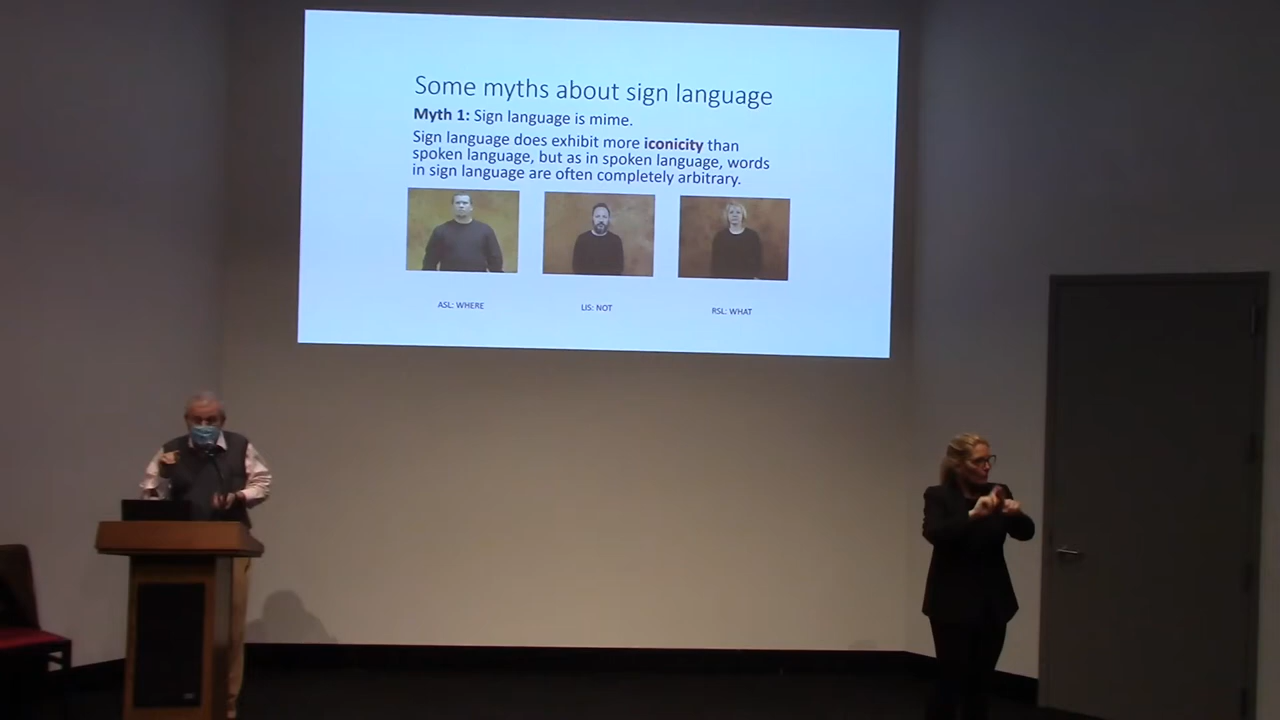 Some myths about sign language
Myth 1: Sign language is mime.
Sign language does exhibit more iconicity than
spoken language, but as in spoken language, words
in sign language are often completely arbitrary.
ASL: WHERE
LIS: NOT
RSL: WHAT